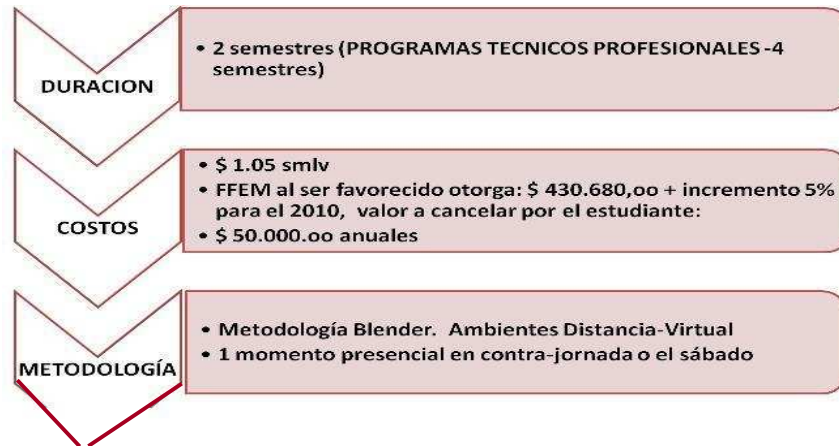 DURACION
• 2 semestres (PROGRAMAS TECNICOS PROFESIONALES -4
semestres)
COSTOS
• $ 1.05 smlv
• FFEM al ser favorecido otorga: $ 430.680,oo + incremento 5%
para el 2010, valor a cancelar por el estudiante:
• $ 50.000.oo anuales
METODOLOGÍA
• Metodología Blender. Ambientes Distancia-Virtual
• 1 momento presencial en contra-jornada o el sábado